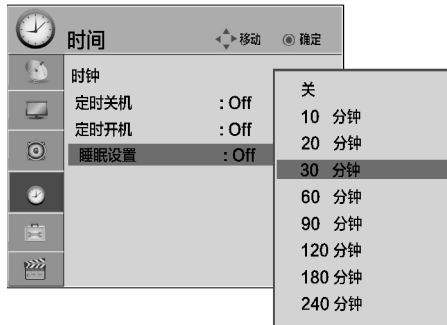 时间 移动 确定
时钟
定时关机 : Off
定时开机 : Off
睡眠设置 : Off
关
10 分钟
20 分钟
30 分钟
60 分钟
90 分钟
120 分钟
180 分钟
240 分钟